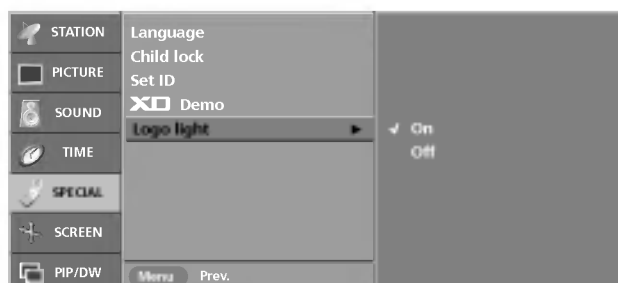 STATION
PICTURE
SOUND
TIME
SPECIAL
SCREEN
PIP/DW
Language
Child lock
Set ID
XD Demo
Logo light
Menu Prev.
On
Off